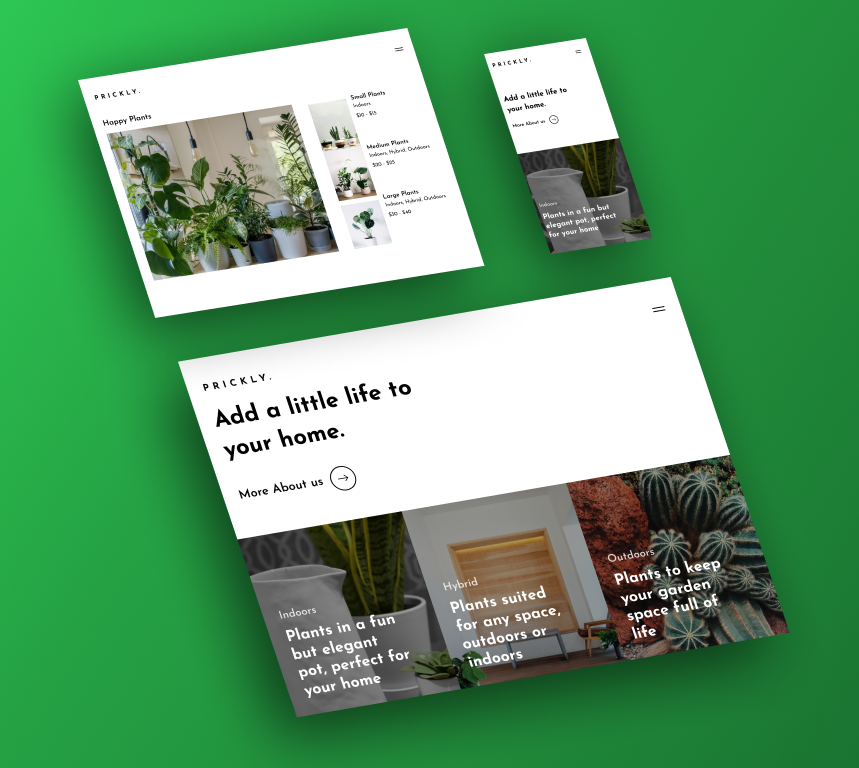 PRICKLY.
Happy Plants
Small Plants
Indoors
$10 - $15
Medium Plants
Indoors, Hybrid, Outdoors
Large Plants
Indoors, Hybrid, Outdoors
$30 - $40
PRICKLY.
Add a little life to
your home.
More About us
Indoors
Plants in a fun but
elegant pot, perfect
for your home
PRICKLY.
Add a little life to
your home.
More About us
Indoors
Plants in a fun
but elegant
pot, perfect for
your home
Hybrid
Plants suited
for any space,
outdoors or
indoors
Outdoors
Plants to keep
your garden
space full of
life